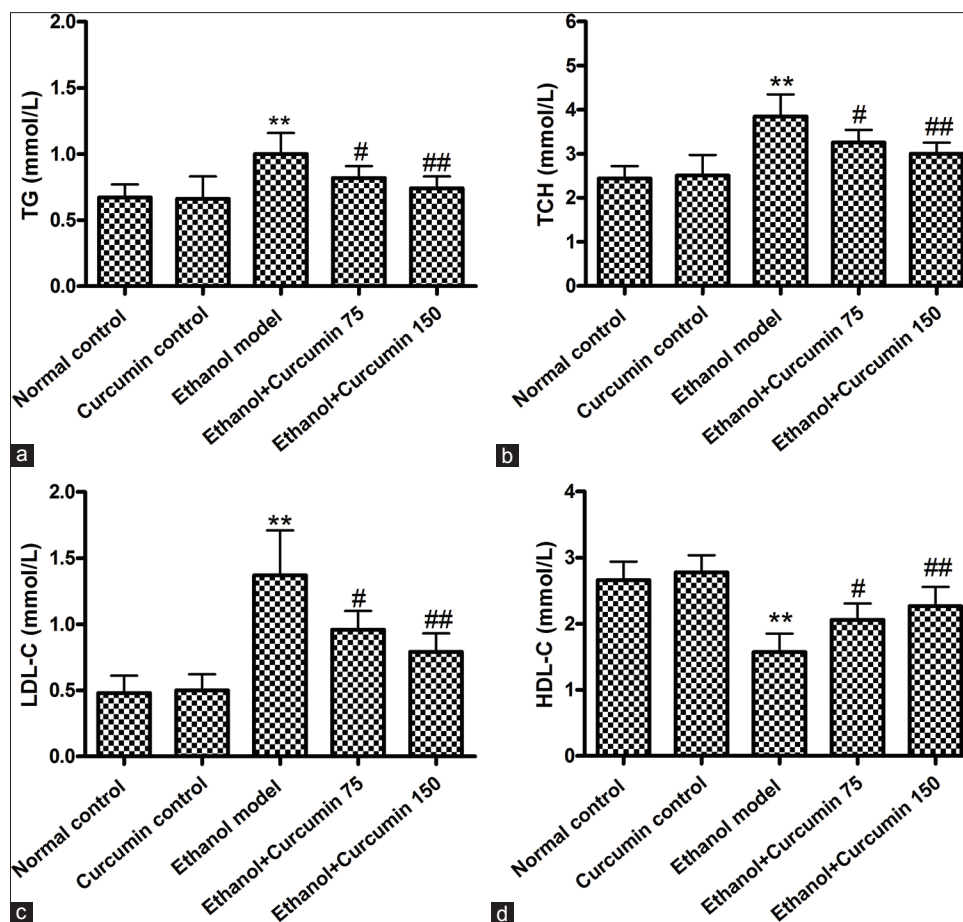 TG (mmol/L)
2.0
1.5
1.0
0.5
0.0
**
#
##
Normal control
Curcumin control
Ethanol model
Ethanol+Curcumin 75
Ethanol+Curcumin 150
a
TCH (mmol/L)
6
5
4
3
2
1
0
**
#
##
Normal control
Curcumin control
Ethanol model
Ethanol+Curcumin 75
Ethanol+Curcumin 150
b
LDL-C (mmol/L)
2.0
1.5
1.0
0.5
0.0
**
#
##
Normal control
Curcumin control
Ethanol model
Ethanol+Curcumin 75
Ethanol+Curcumin 150
c
HDL-C (mmol/L)
4
3
2
1
0
**
#
##
Normal control
Curcumin control
Ethanol model
Ethanol+Curcumin 75
Ethanol+Curcumin 150
d